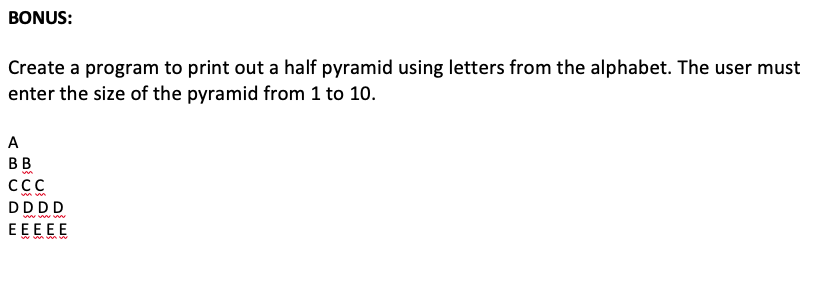 BONUS:
Create a program to print out a half pyramid using letters from the alphabet. The user must
enter the size of the pyramid from 1 to 10.
A
B B
C C C
D D D D
E E E E E